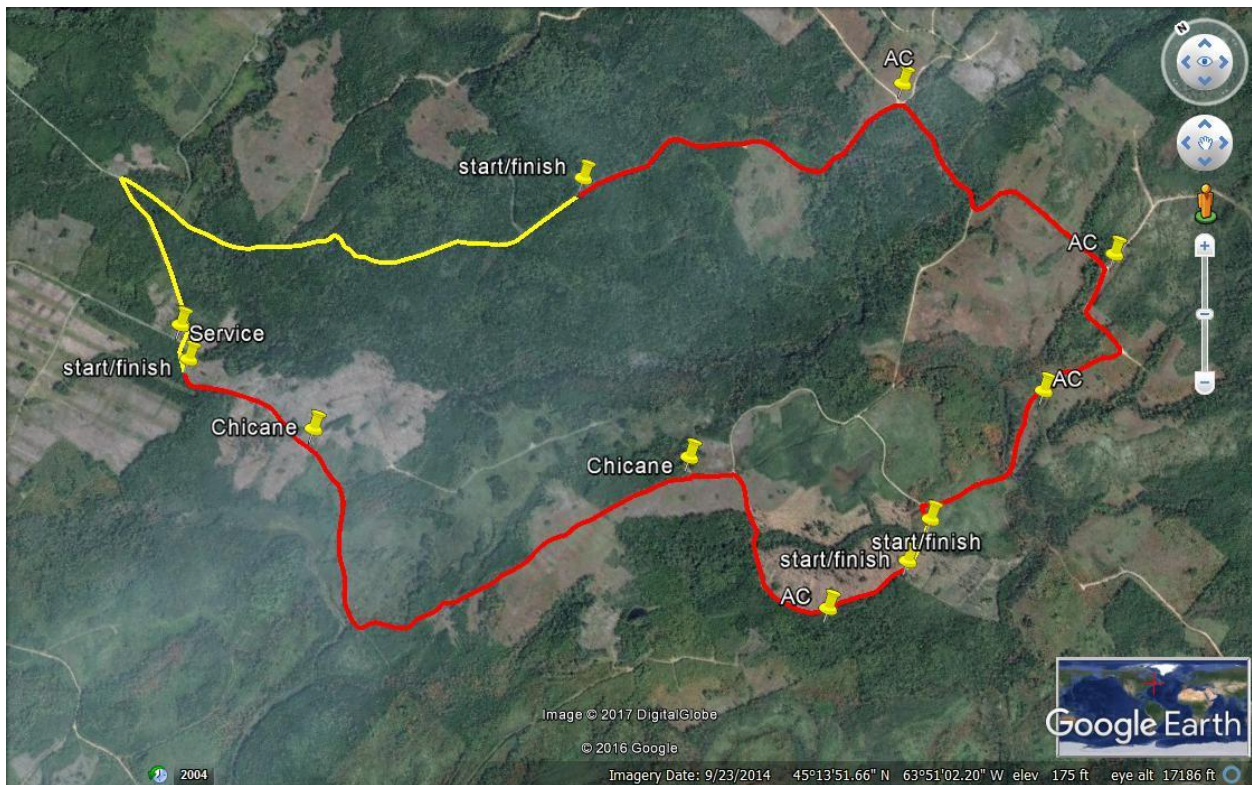 N
AC
start/finish
AC
Service
start/finish
AC
Chicane
Chicane
start/finish
start/finish
AC
Image © 2017 DigitalGlobe
© 2016 Google
Google Earth
2004
Imagery Date: 9/23/2014 45°13'51.66" N 63°51'02.20" W elev 175 ft eye alt 17186 ft